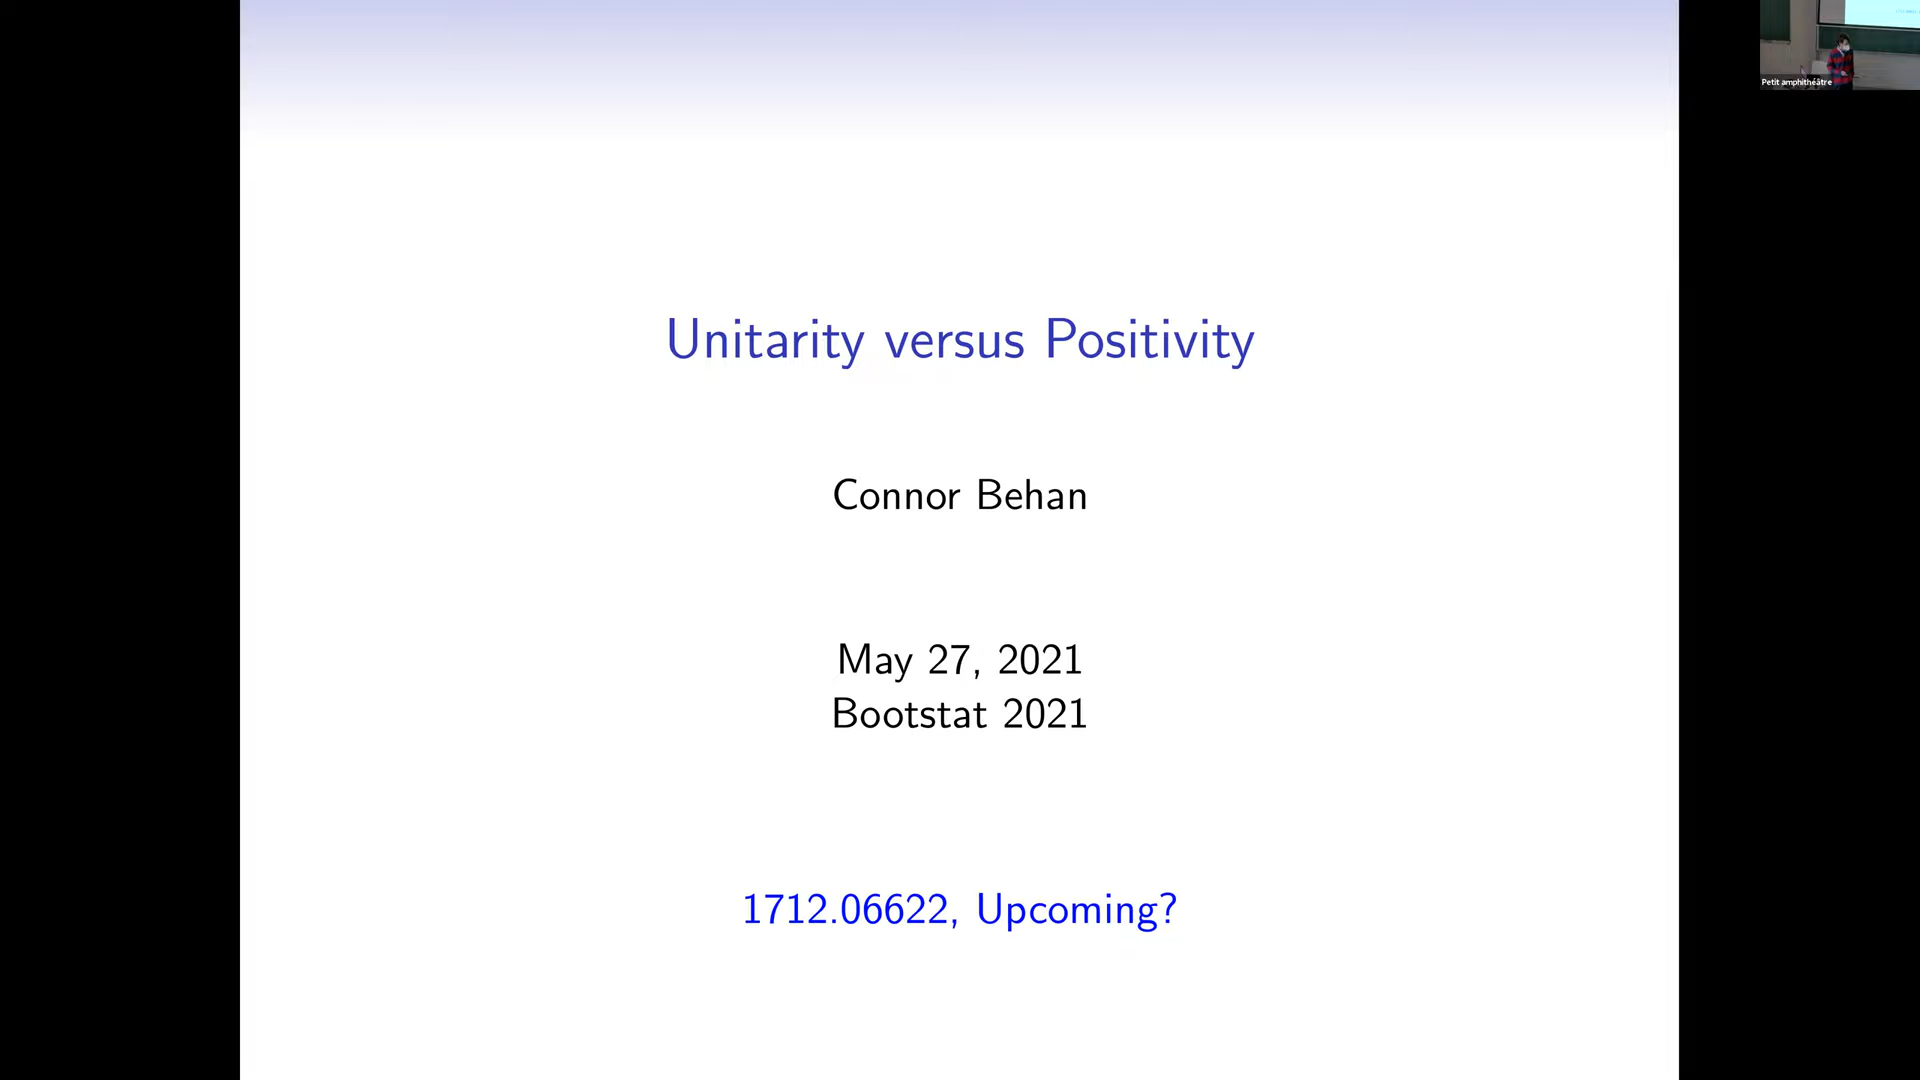 Unitarity versus Positivity
Connor Behan
May 27, 2021
Bootstat 2021
1712.06622, Upcoming?
Petit amphithéâtre